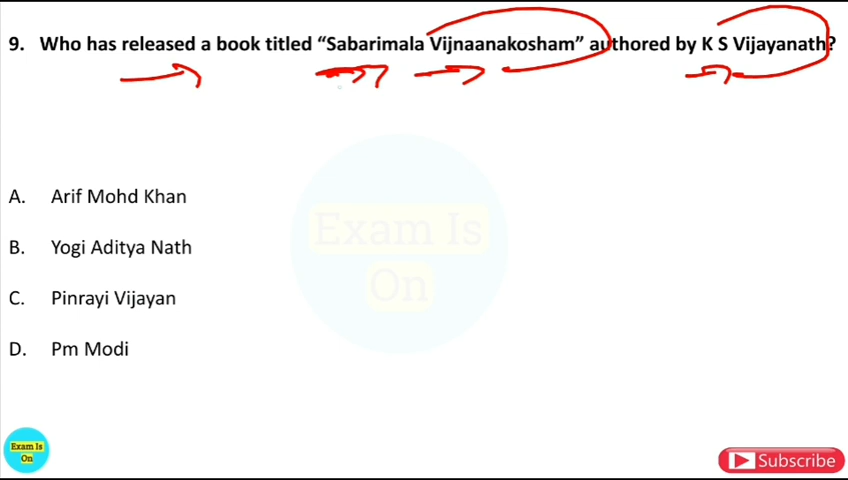 9. Who has released a book titled “Sabarimala Vijnaanakosham” authored by K S Vijayanath?
A. Arif Mohd Khan
B. Yogi Aditya Nath
C. Pinrayi Vijayan
D. Pm Modi
Exam Is
On
Exam Is
On
Subscribe